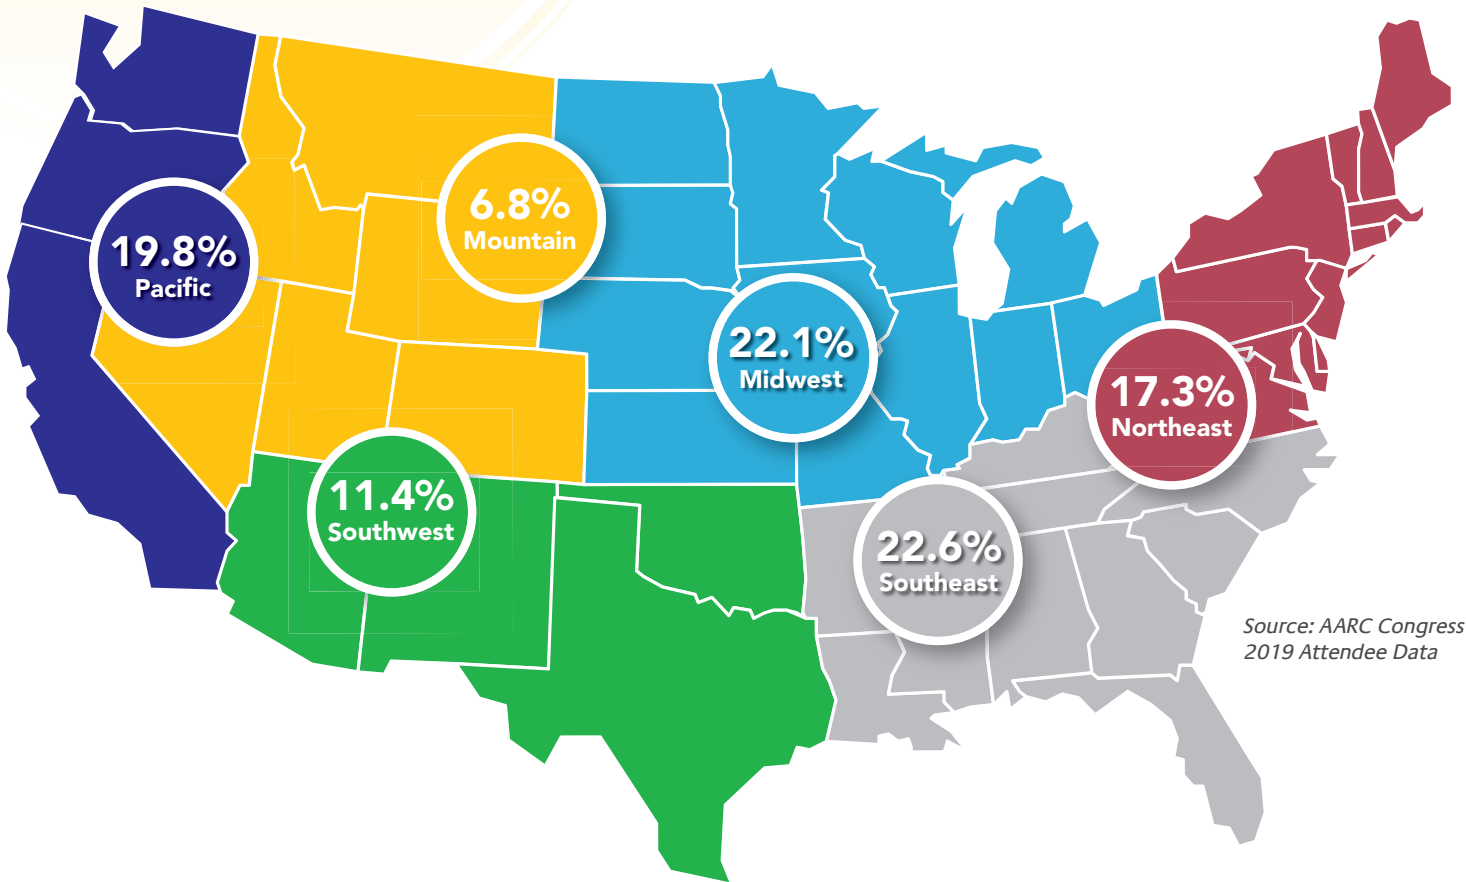 6.8%
Mountain
19.8%
Pacific
22.1%
Midwest
17.3%
Northeast
11.4%
Southwest
22.6%
Southeast
Source: AARC Congress
2019 Attendee Data